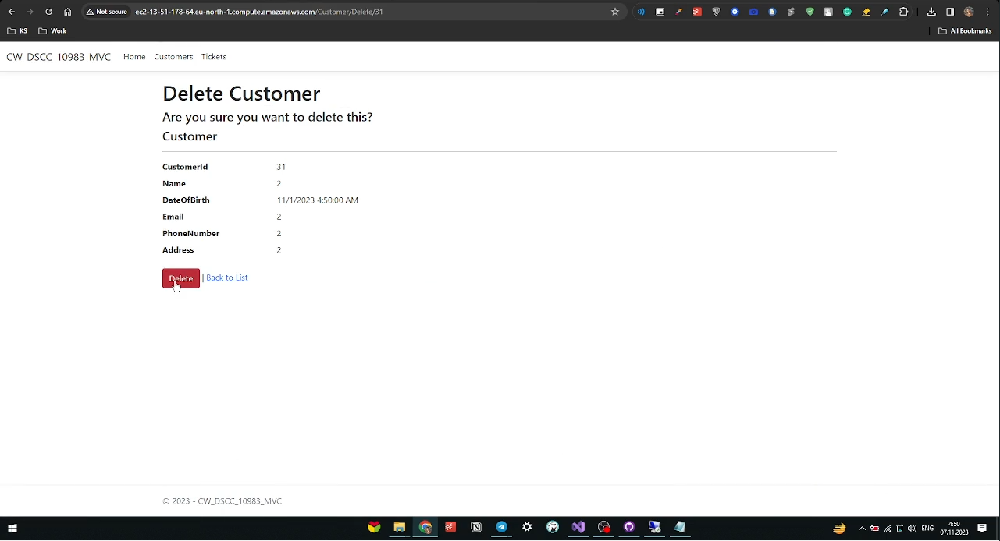 Not secure ec2-13-51-178-64.eu-north-1.compute.amazonaws.com/Customer/Delete/31
KS Work All Bookmarks
CW_DSCC_10983_MVC Home Customers Tickets
Delete Customer
Are you sure you want to delete this?
Customer
CustomerId 31
Name 2
DateOfBirth 11/1/2023 4:50:00 AM
Email 2
PhoneNumber 2
Address 2
Delete | Back to List
© 2023 - CW_DSCC_10983_MVC
ENG 4:50
07.11.2023